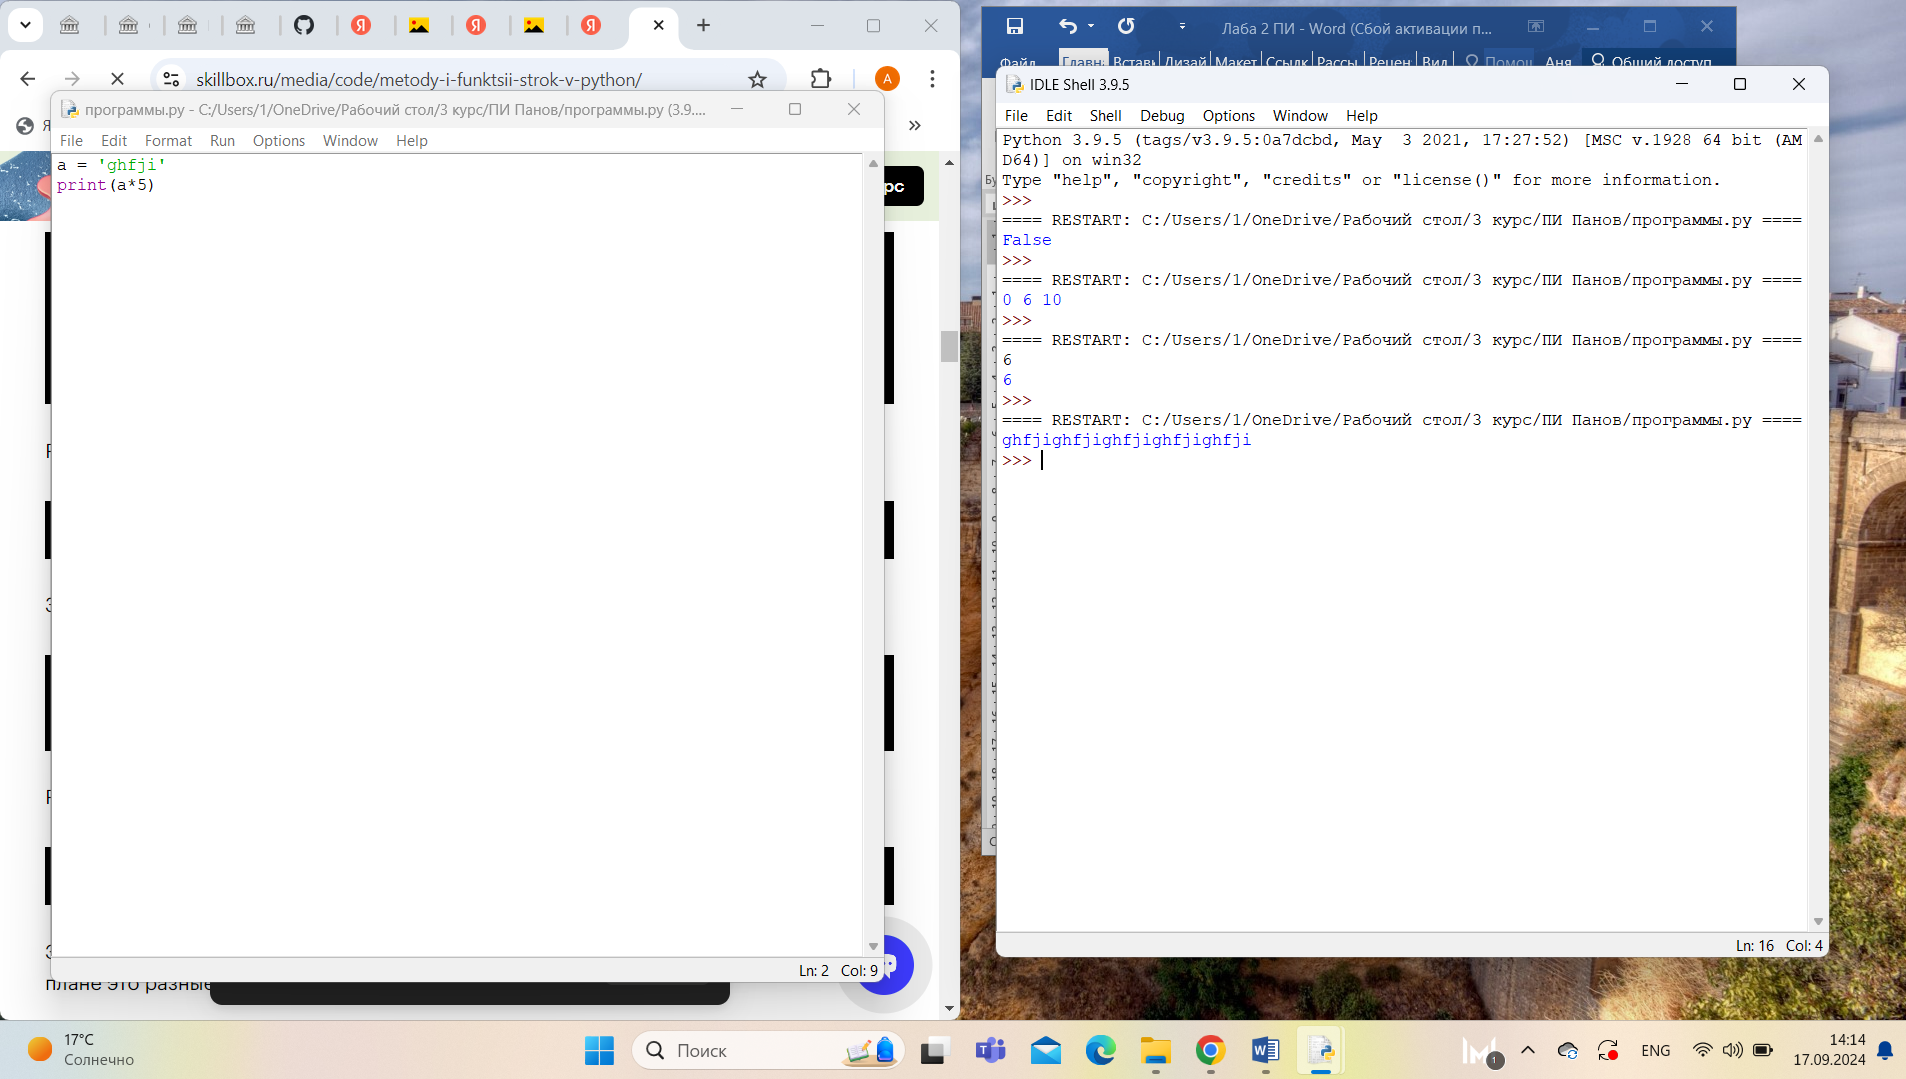 skillbox.ru/media/code/metody-i-funktsii-strok-v-python/
A
Я
рс
плане это разные
программы.py - C:/Users/1/OneDrive/Рабочий стол/3 курс/ПИ Панов/программы.py (3.9....
File Edit Format Run Options Window Help
a = 'ghfji'
print(a*5)
Ln: 2 Col: 9
Лаба 2 ПИ - Word (Сбой активации п...
Файл Главн Встав Дизай Макет Ссылк Рассы Рецен Вид Помощ Аня Общий доступ
IDLE Shell 3.9.5
File Edit Shell Debug Options Window Help
Python 3.9.5 (tags/v3.9.5:0a7dcbd, May  3 2021, 17:27:52) [MSC v.1928 64 bit (AM
D64)] on win32
Type "help", "copyright", "credits" or "license()" for more information.
>>>
==== RESTART: C:/Users/1/OneDrive/Рабочий стол/3 курс/ПИ Панов/программы.py ====
False
>>>
==== RESTART: C:/Users/1/OneDrive/Рабочий стол/3 курс/ПИ Панов/программы.py ====
0 6 10
>>>
==== RESTART: C:/Users/1/OneDrive/Рабочий стол/3 курс/ПИ Панов/программы.py ====
6
6
>>>
==== RESTART: C:/Users/1/OneDrive/Рабочий стол/3 курс/ПИ Панов/программы.py ====
ghfjighfjighfjighfjighfji
>>>
Ln: 16 Col: 4
17°C
Солнечно
Поиск
1
ENG
14:14
17.09.2024